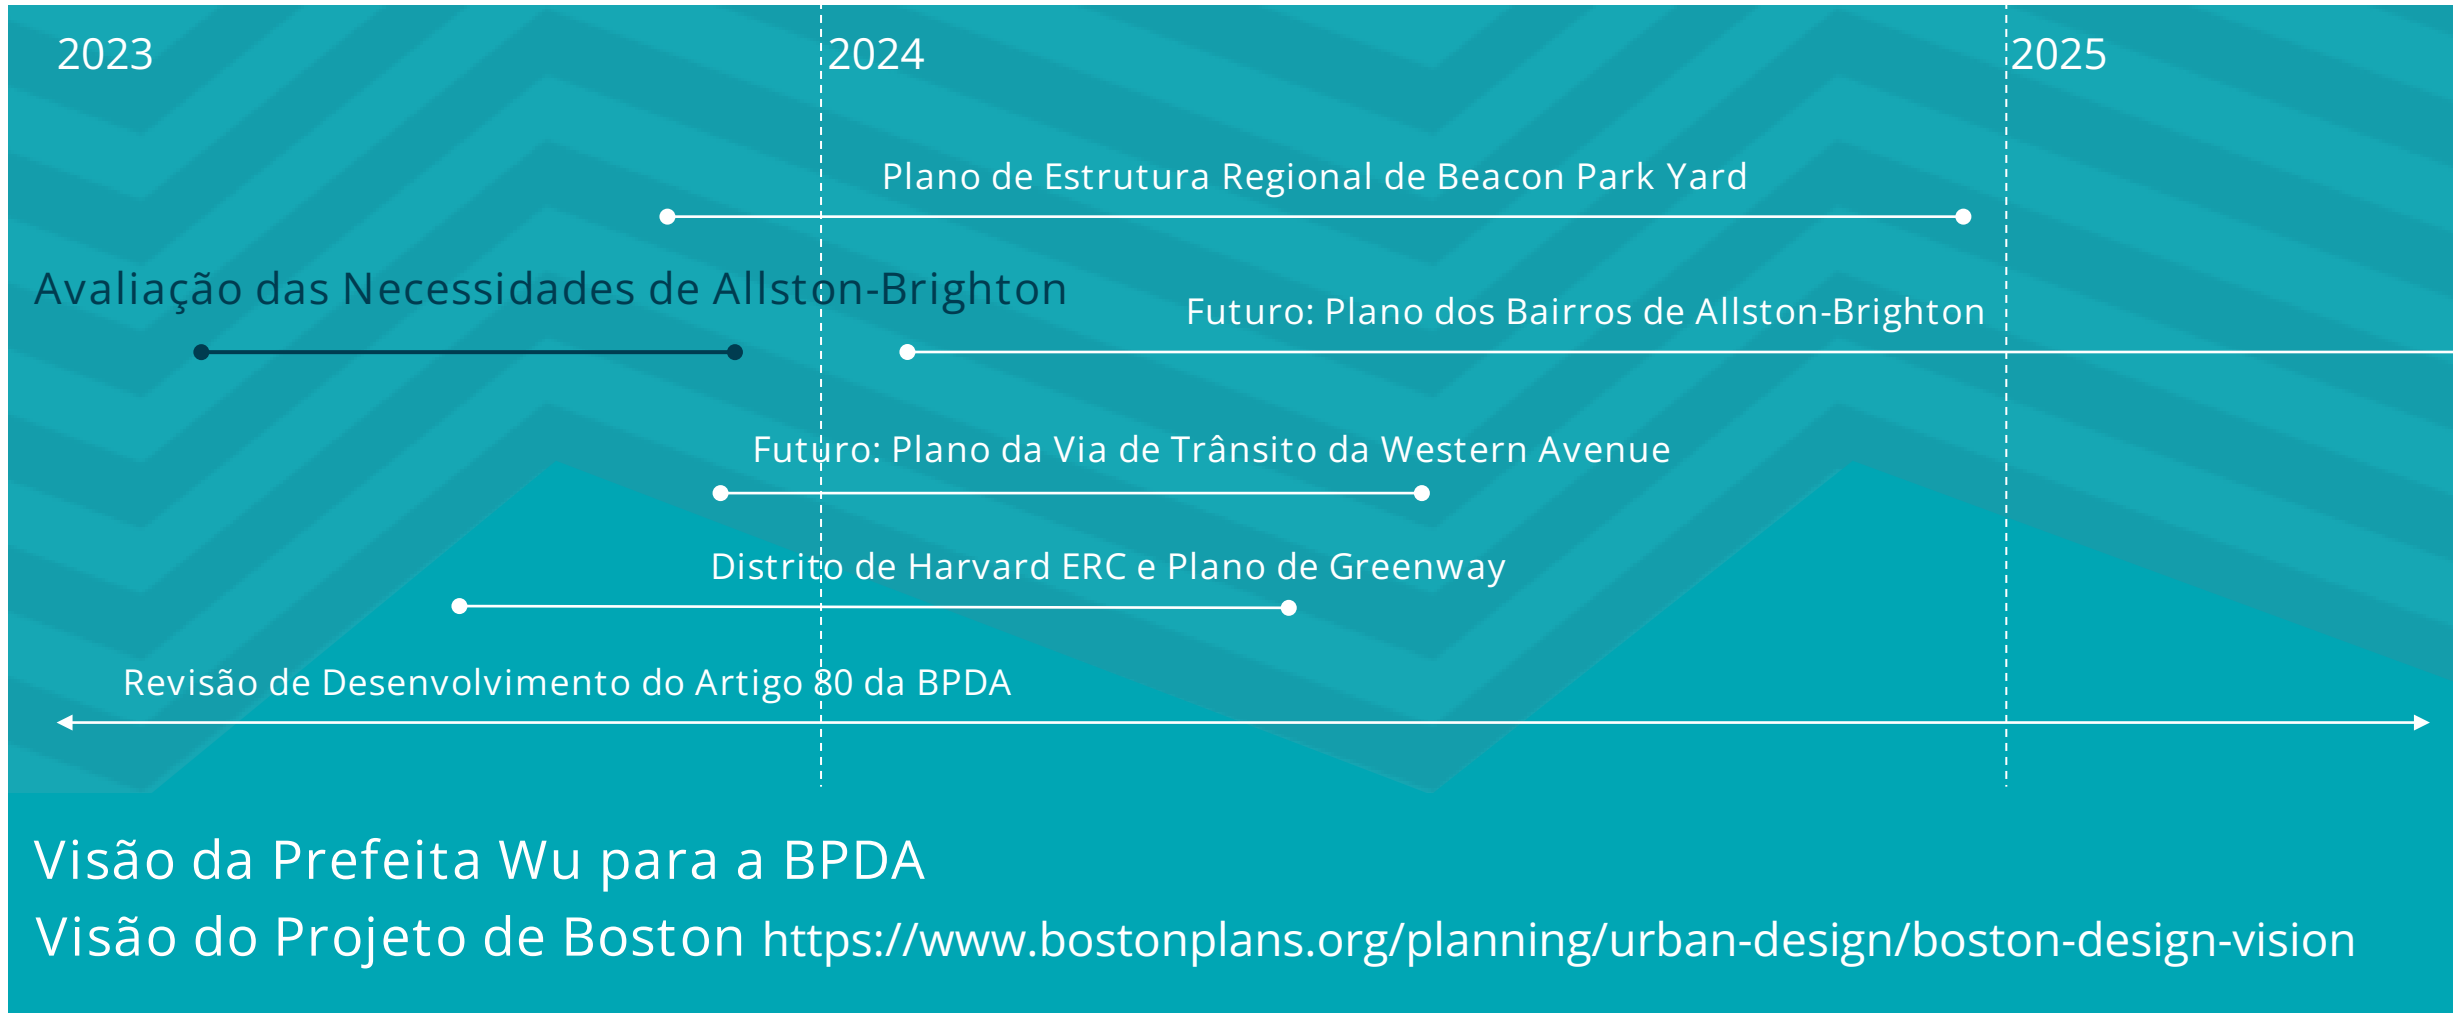 2023
2024
2025
Plano de Estrutura Regional de Beacon Park Yard
Avaliação das Necessidades de Allston-Brighton
Futuro: Plano dos Bairros de Allston-Brighton
Futuro: Plano da Via de Trânsito da Western Avenue
Distrito de Harvard ERC e Plano de Greenway
Revisão de Desenvolvimento do Artigo 80 da BPDA
Visão da Prefeita Wu para a BPDA
Visão do Projeto de Boston https://www.bostonplans.org/planning/urban-design/boston-design-vision